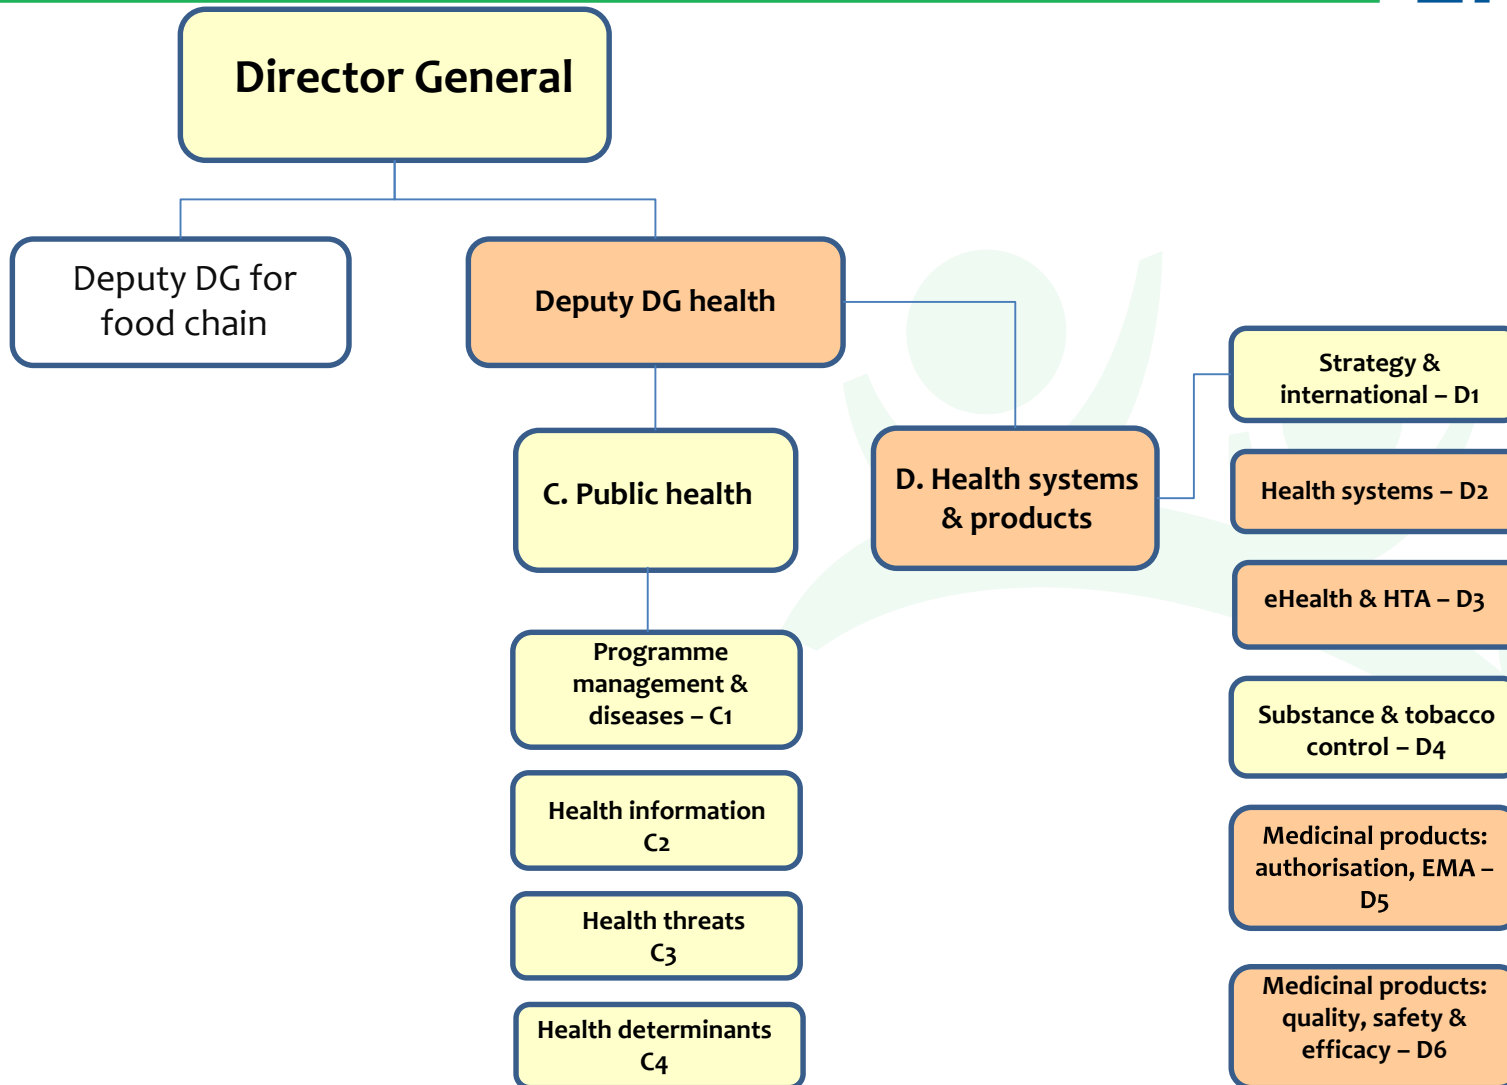 Director General
Deputy DG for
food chain
Deputy DG health
C. Public health
D. Health systems
& products
Programme
management &
diseases – C1
Health information
C2
Health threats
C3
Health determinants
C4
Strategy &
international – D1
Health systems – D2
eHealth & HTA – D3
Substance & tobacco
control – D4
Medicinal products:
authorisation, EMA –
D5
Medicinal products:
quality, safety &
efficacy – D6